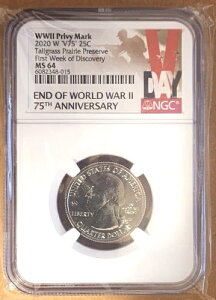 WWII Privy Mark
2020 W 'V75' 25C
Tallgrass Prairie Preserve
First Week of Discovery
MS 64
6082348-015
V
DAY
NGC
END OF WORLD WAR II
75TH ANNIVERSARY
UNITED STATES OF AMERICA
LIBERTY
QUARTER DOLLAR